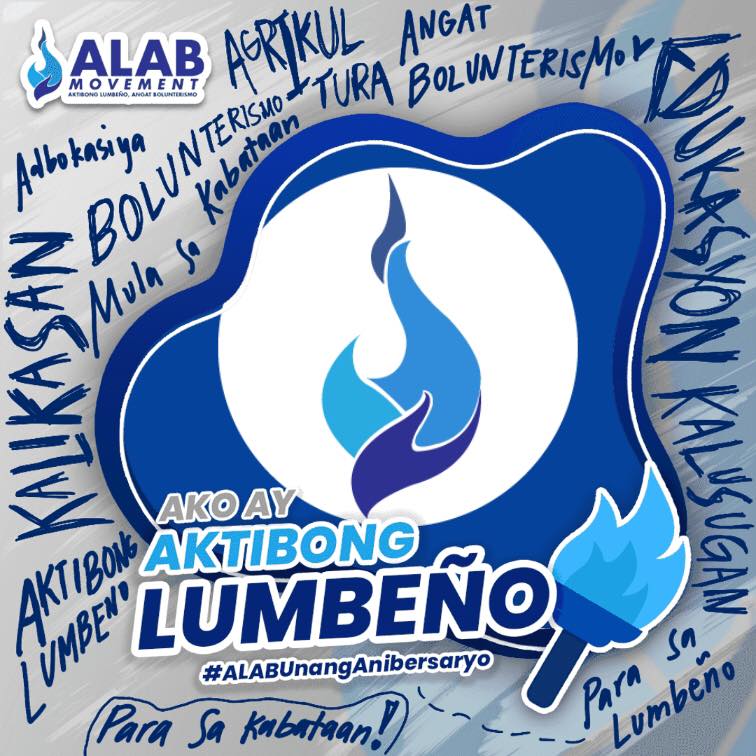 ALAB
MOVEMENT
AKTIBONG LUMBEÑO, ANGAT BOLUNTERISMO
AGRIKUL
TURA
ANGAT
BOLUNTERISMO
Adbokasiya
BOLUNTERISMO
Mula sa Kabataan
KALIKASAN
EDUKASYON
KALUSUGAN
AKTIBONG
LUMBENO
AKO AY
AKTIBONG
LUMBEÑO
#ALABUnangAnibersaryo
Para sa Kabataan!
Para sa
Lumbeño